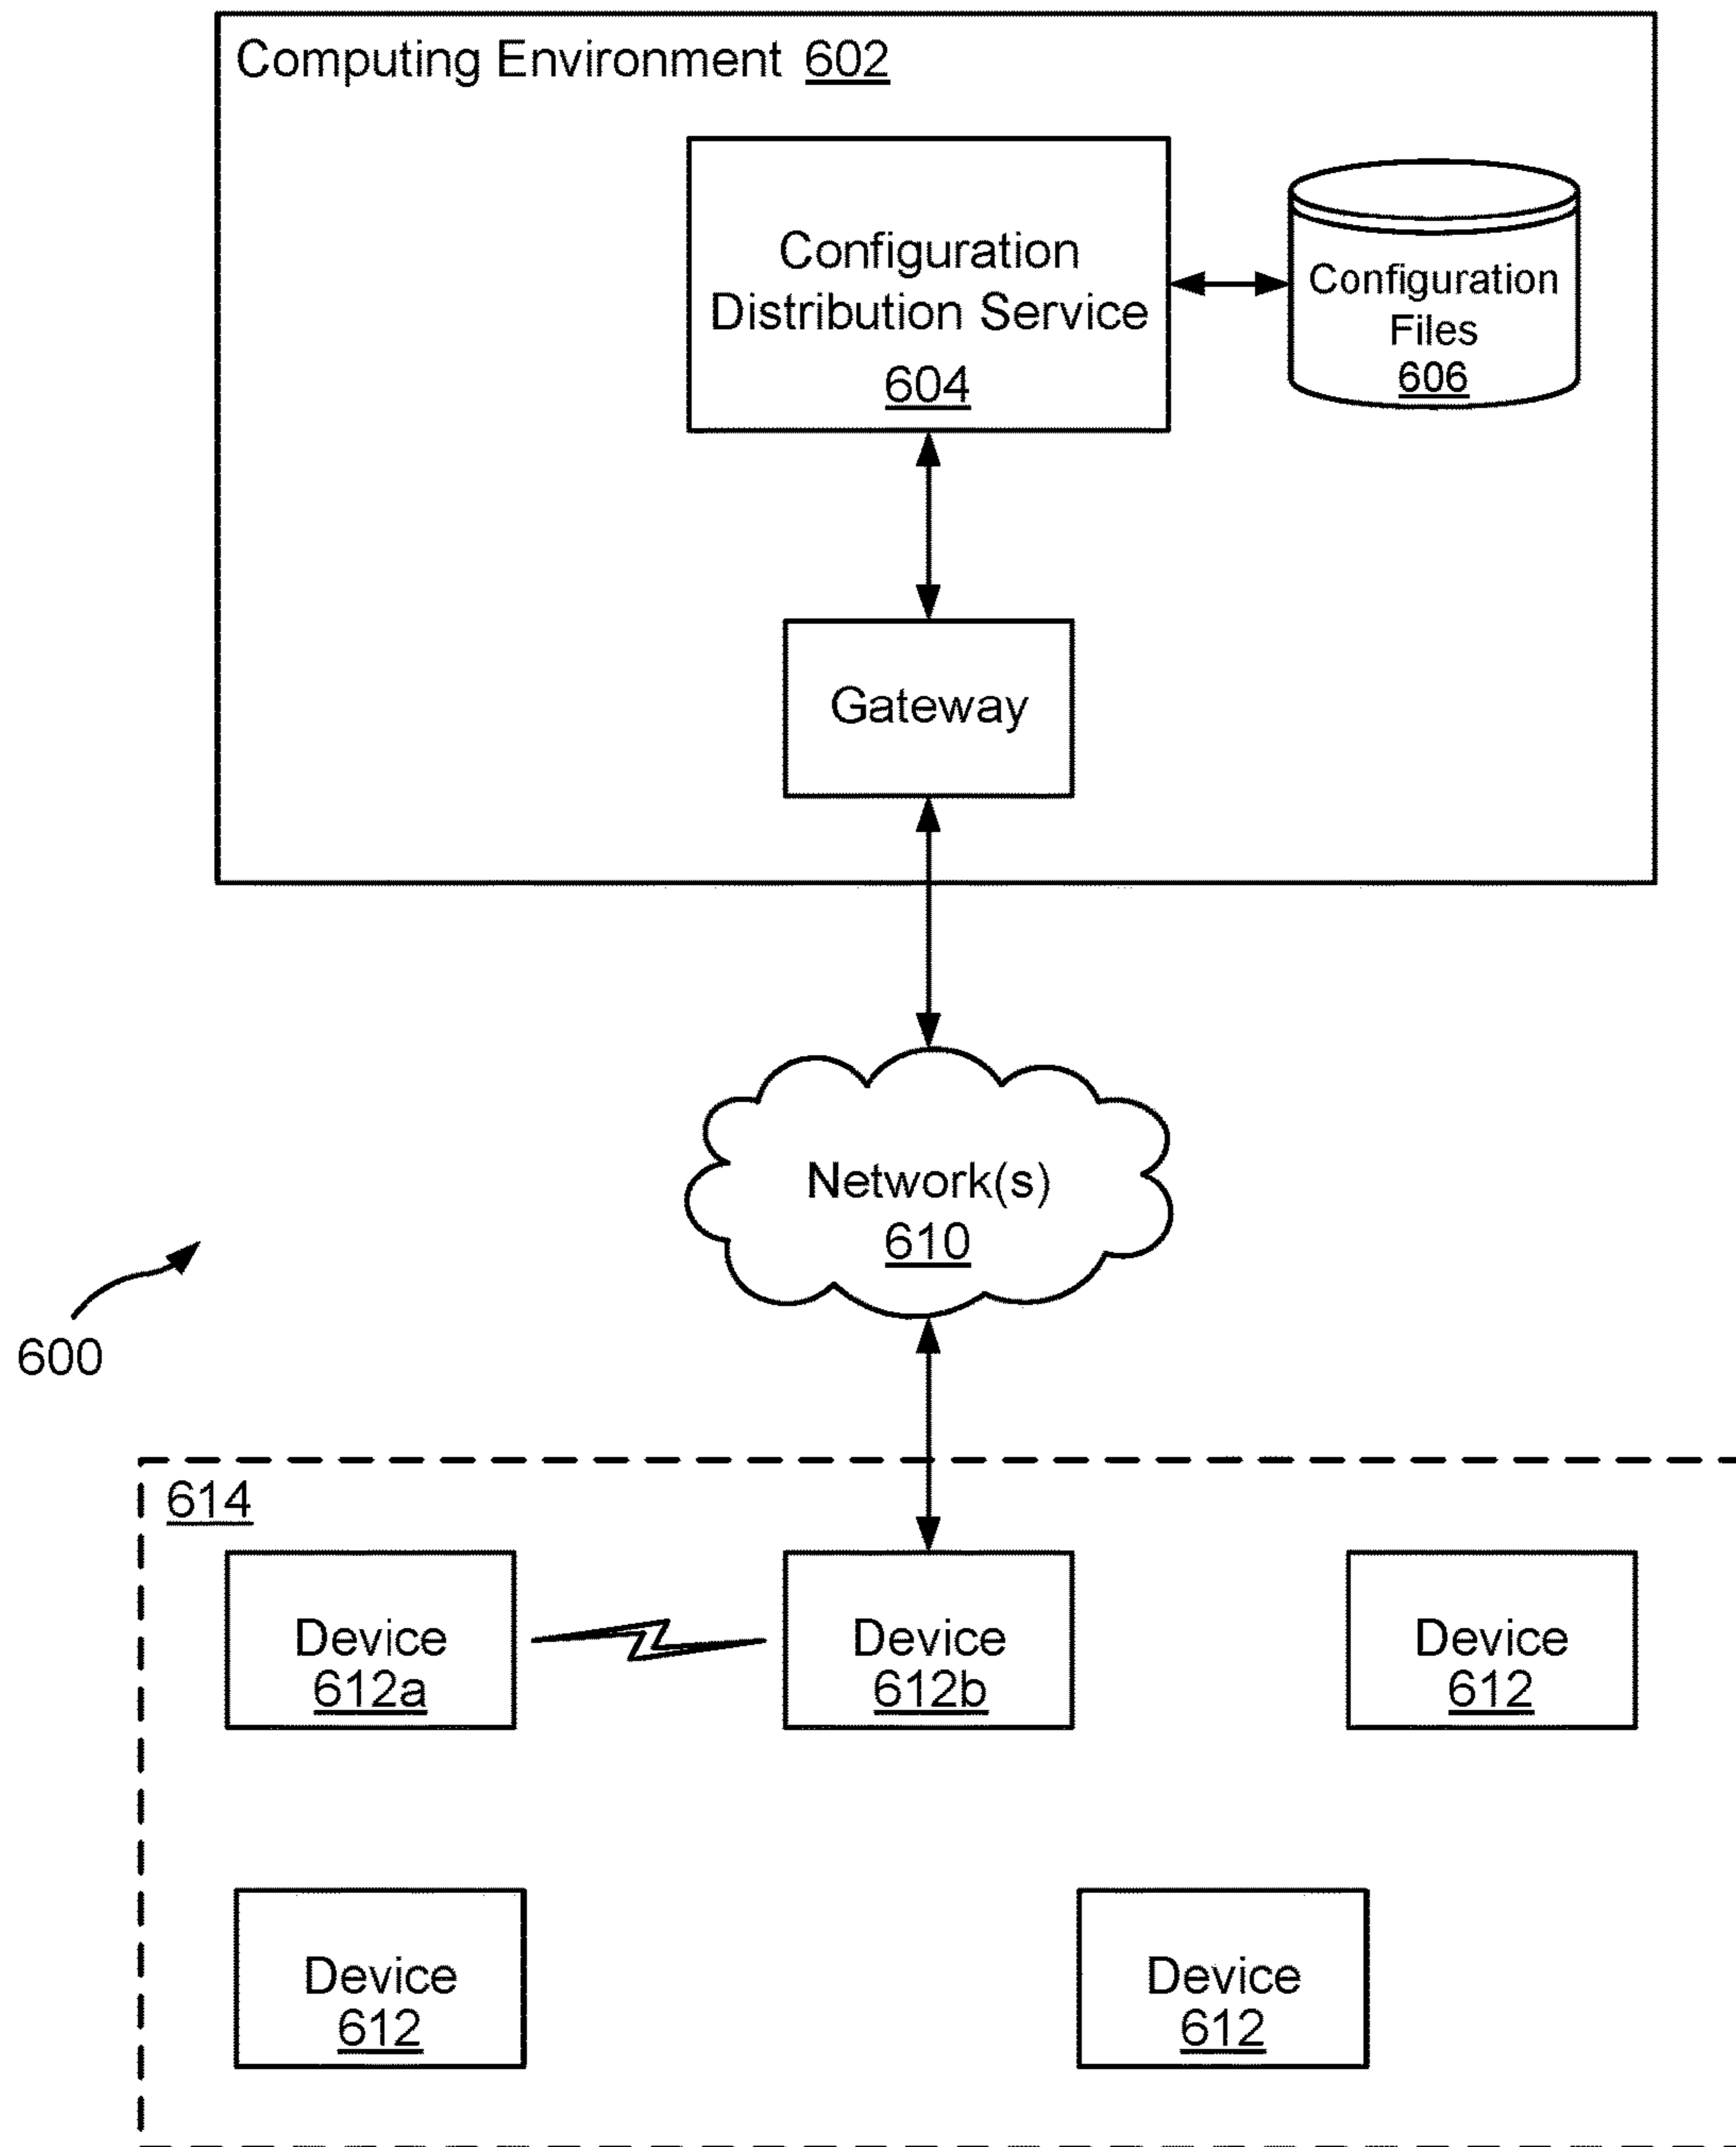 Computing Environment 602
Configuration
Distribution Service
604
Configuration
Files
606
Gateway
Network(s)
610
600
614
Device
612a
Device
612b
Device
612
Device
612
Device
612